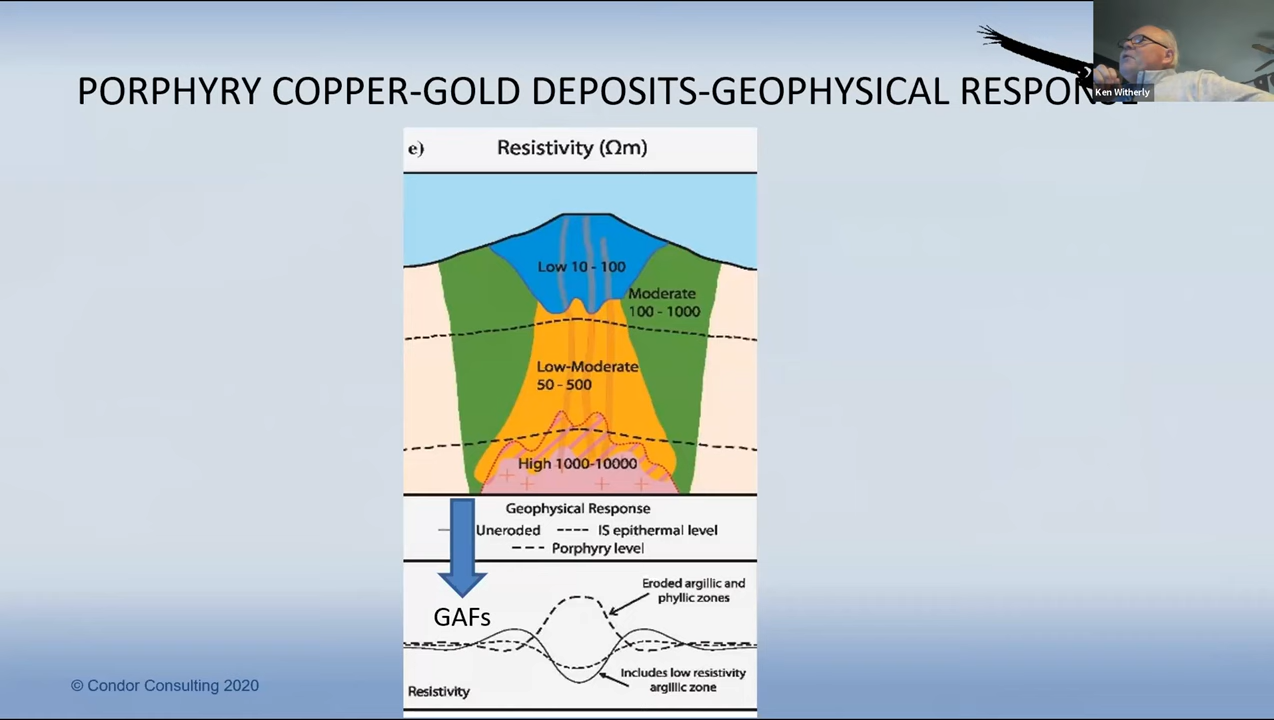 PORPHYRY COPPER-GOLD DEPOSITS-GEOPHYSICAL RESPONSE
Ken Witherly
e) Resistivity (Ωm)
Low 10 - 100
Moderate
100 - 1000
Low-Moderate
50 - 500
High 1000-10000
Geophysical Response
Uneroded IS epithermal level
Porphyry level
Eroded argillic and
phyllic zones
GAFs
Includes low resistivity
argillic zone
Resistivity
© Condor Consulting 2020